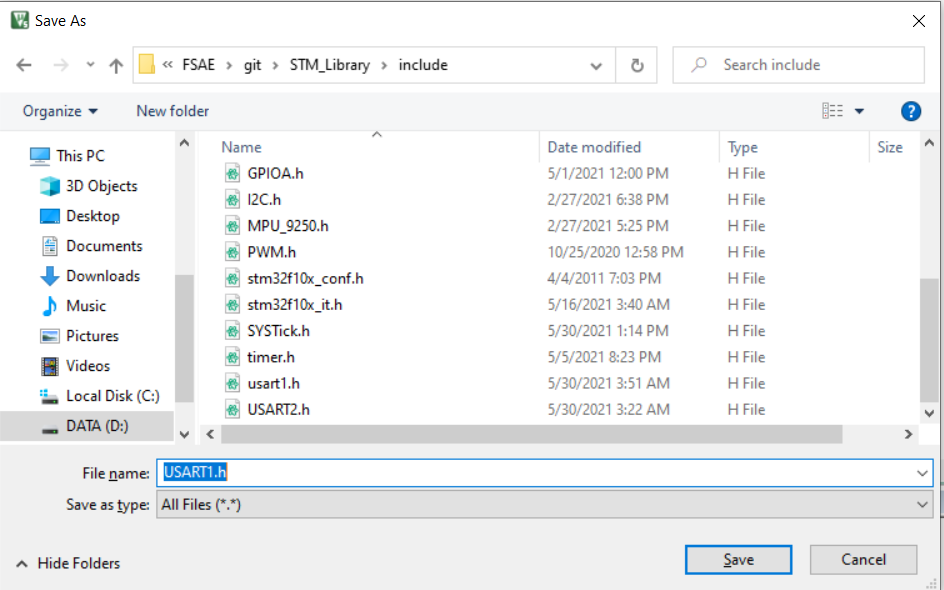 Save As
« FSAE › git › STM_Library › include
Search include
Organize
New folder
?
This PC
3D Objects
Desktop
Documents
Downloads
Music
Pictures
Videos
Local Disk (C:)
DATA (D:)
Name Date modified Type Size
GPIOA.h 5/1/2021 12:00 PM H File
I2C.h 2/27/2021 6:38 PM H File
MPU_9250.h 2/27/2021 5:25 PM H File
PWM.h 10/25/2020 12:58 PM H File
stm32f10x_conf.h 4/4/2011 7:03 PM H File
stm32f10x_it.h 5/16/2021 3:40 AM H File
SYSTick.h 5/30/2021 1:14 PM H File
timer.h 5/5/2021 8:23 PM H File
usart1.h 5/30/2021 3:51 AM H File
USART2.h 5/30/2021 3:22 AM H File
File name: USART1.h
Save as type: All Files (*.*)
Hide Folders
Save
Cancel